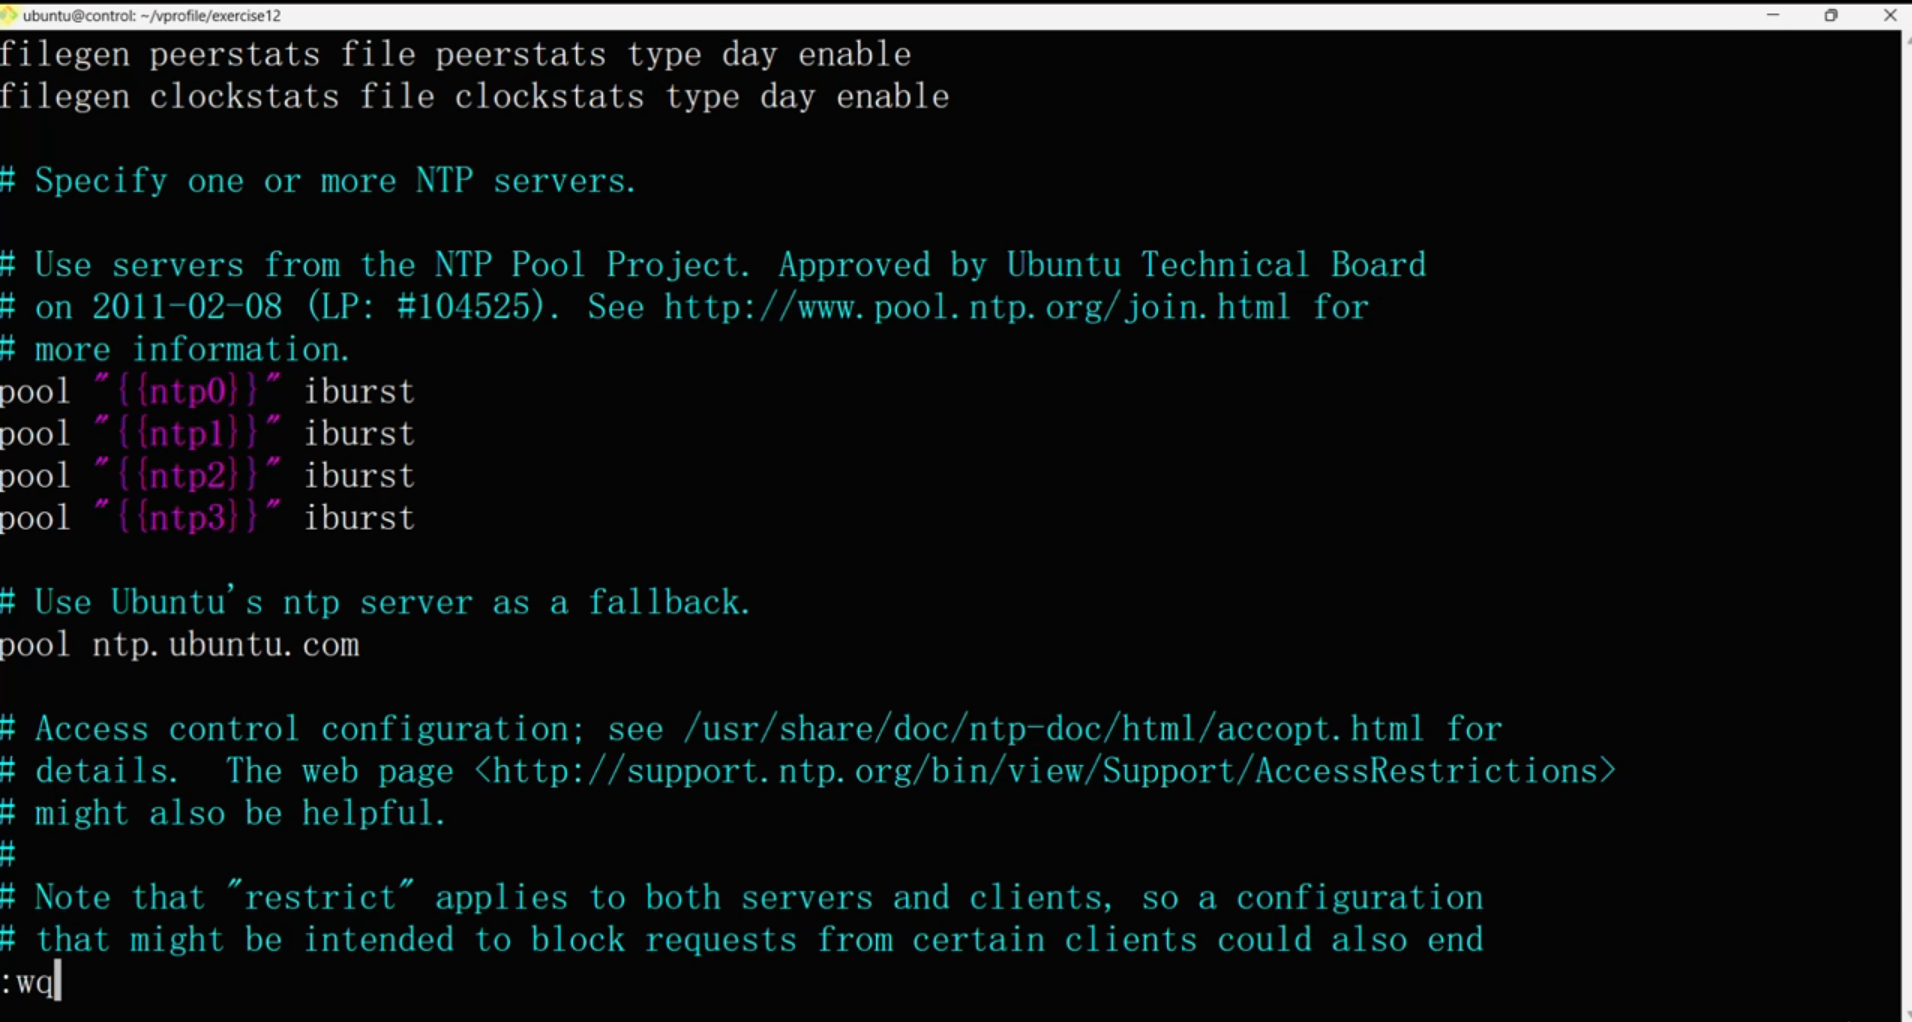 ubuntu@control: ~/vprofile/exercise12
filegen peerstats file peerstats type day enable
filegen clockstats file clockstats type day enable
# Specify one or more NTP servers.
# Use servers from the NTP Pool Project. Approved by Ubuntu Technical Board
# on 2011-02-08 (LP: #104525). See http://www.pool.ntp.org/join.html for
# more information.
pool "{{ntp0}}" iburst
pool "{{ntp1}}" iburst
pool "{{ntp2}}" iburst
pool "{{ntp3}}" iburst
# Use Ubuntu's ntp server as a fallback.
pool ntp.ubuntu.com
# Access control configuration; see /usr/share/doc/ntp-doc/html/accopt.html for
# details.  The web page <http://support.ntp.org/bin/view/Support/AccessRestrictions>
# might also be helpful.
#
# Note that "restrict" applies to both servers and clients, so a configuration
# that might be intended to block requests from certain clients could also end
:wq